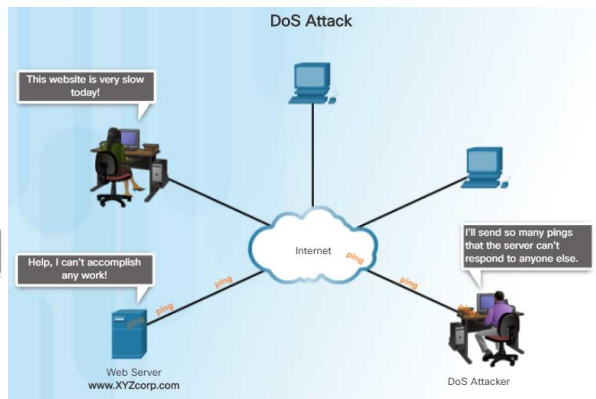 DoS Attack
This website is very slow
today!
I'll send so many pings
that the server can't
respond to anyone else.
Internet
ping
Help, I can't accomplish
any work!
ping
ping
ping
ping
Web Server
www.XYZcorp.com
DoS Attacker